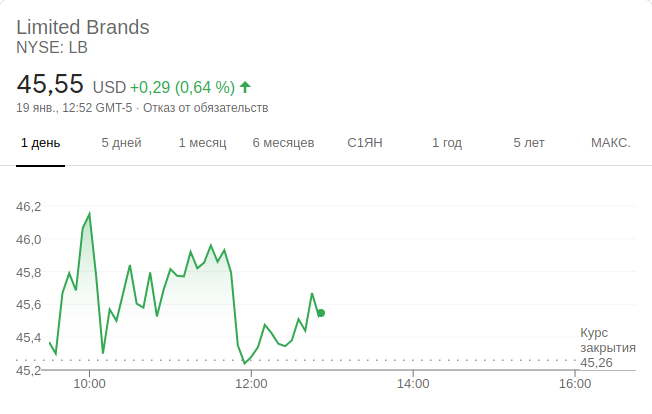 Limited Brands
NYSE: LB
45,55 USD +0,29 (0,64 %)
19 янв., 12:52 GMT-5 · Отказ от обязательств
1 день 5 дней 1 месяц 6 месяцев С1ЯН 1 год 5 лет МАКС.
46,2
46,0
45,8
45,6
45,4
45,2
Курс
закрытия
45,26
10:00 12:00 14:00 16:00